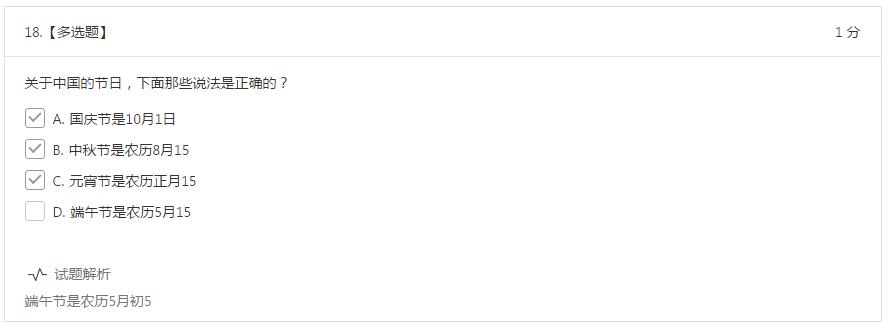 18.【多选题】 1 分
关于中国的节日，下面那些说法是正确的？
A. 国庆节是10月1日
B. 中秋节是农历8月15
C. 元宵节是农历正月15
D. 端午节是农历5月15
试题解析
端午节是农历5月初5